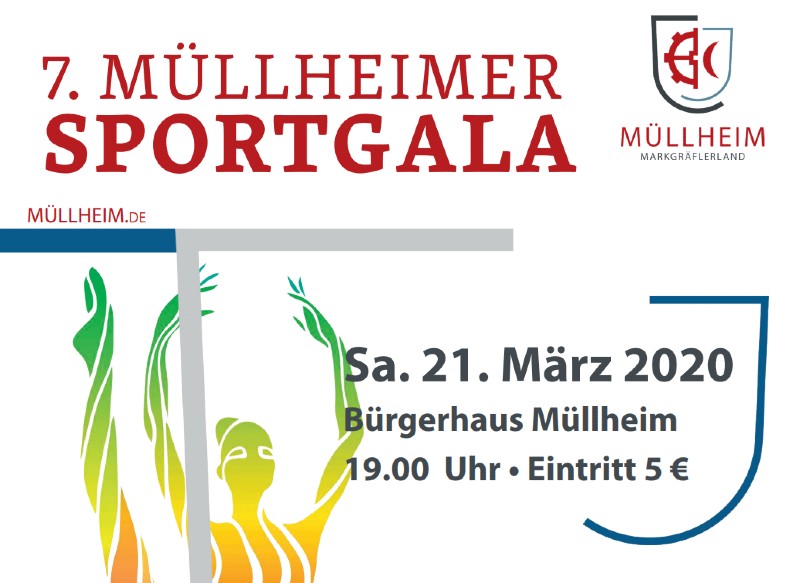 7. MÜLLHEIMER
SPORTGALA
MÜLLHEIM
MARKGRÄFLERLAND
MÜLLHEIM.DE
Sa. 21. März 2020
Bürgerhaus Müllheim
19.00 Uhr • Eintritt 5 €